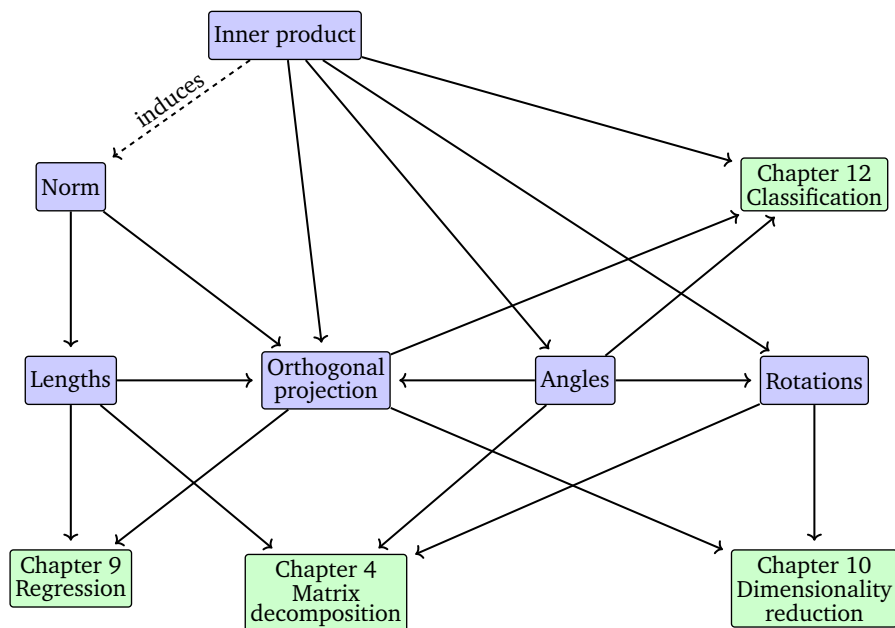 Inner product
induces
Norm
Chapter 12
Classification
Lengths
Orthogonal
projection
Angles
Rotations
Chapter 9
Regression
Chapter 4
Matrix
decomposition
Chapter 10
Dimensionality
reduction